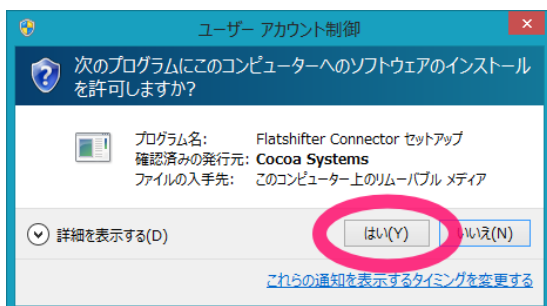 ユーザー アカウント制御
次のプログラムにこのコンピューターへのソフトウェアのインストール
を許可しますか?
プログラム名: Flatshifter Connector セットアップ
確認済みの発行元: Cocoa Systems
ファイルの入手先: このコンピューター上のリムーバブル メディア
詳細を表示する(D) はい(Y) いいえ(N)
これらの通知を表示するタイミングを変更する